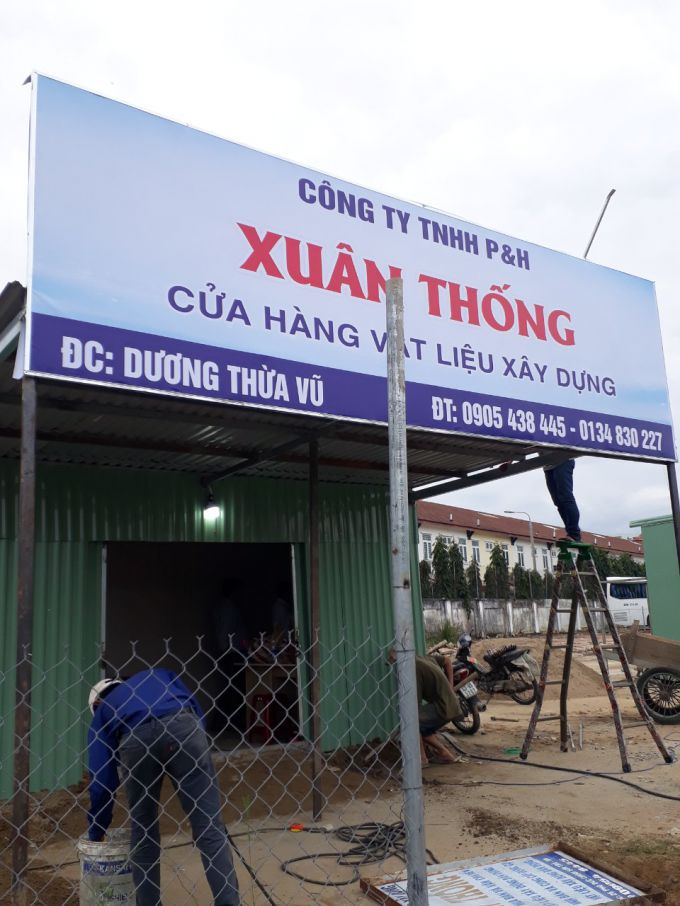 CÔNG TY TNHH P&H
XUÂN THỐNG
CỬA HÀNG VẬT LIỆU XÂY DỰNG
ĐC: DƯƠNG THỪA VŨ
ĐT: 0905 438 445 - 0134 830 227